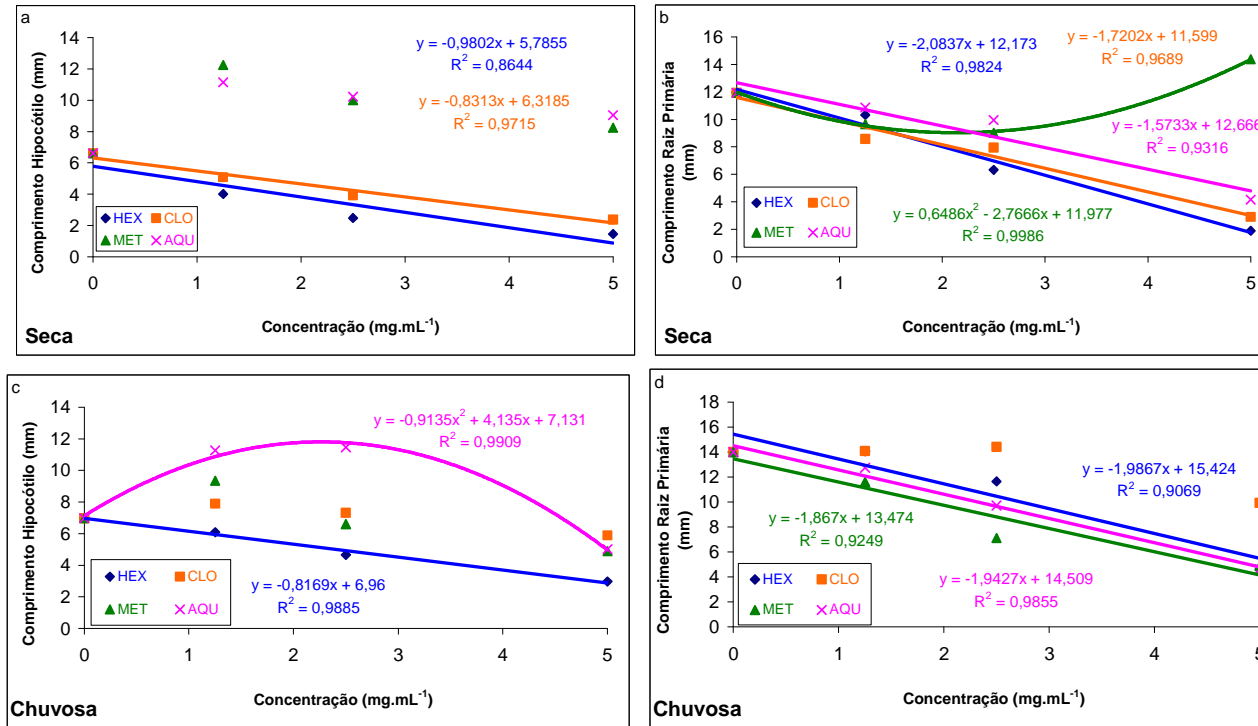 a
y = -0,9802x + 5,7855
R² = 0,8644
y = -0,8313x + 6,3185
R² = 0,9715
Comprimento Hipocótilo (mm)
14
12
10
8
6
4
2
0
HEX CLO
MET AQU
0 1 2 3 4 5
Concentração (mg.mL⁻¹)
Seca
b
y = -2,0837x + 12,173
R² = 0,9824
y = -1,7202x + 11,599
R² = 0,9689
y = -1,5733x + 12,666
R² = 0,9316
y = 0,6486x² - 2,7666x + 11,977
R² = 0,9986
Comprimento Raiz Primária
(mm)
16
14
12
10
8
6
4
2
0
HEX CLO
MET AQU
0 1 2 3 4 5
Concentração (mg.mL⁻¹)
Seca
c
y = -0,9135x² + 4,135x + 7,131
R² = 0,9909
Comprimento Hipocótilo (mm)
14
12
10
8
6
4
2
0
HEX CLO
MET AQU
y = -0,8169x + 6,96
R² = 0,9885
0 1 2 3 4 5
Concentração (mg.mL⁻¹)
Chuvosa
d
y = -1,9867x + 15,424
R² = 0,9069
y = -1,867x + 13,474
R² = 0,9249
y = -1,9427x + 14,509
R² = 0,9855
Comprimento Raiz Primária
(mm)
18
16
14
12
10
8
6
4
2
0
HEX CLO
MET AQU
0 1 2 3 4 5
Concentração (mg.mL⁻¹)
Chuvosa